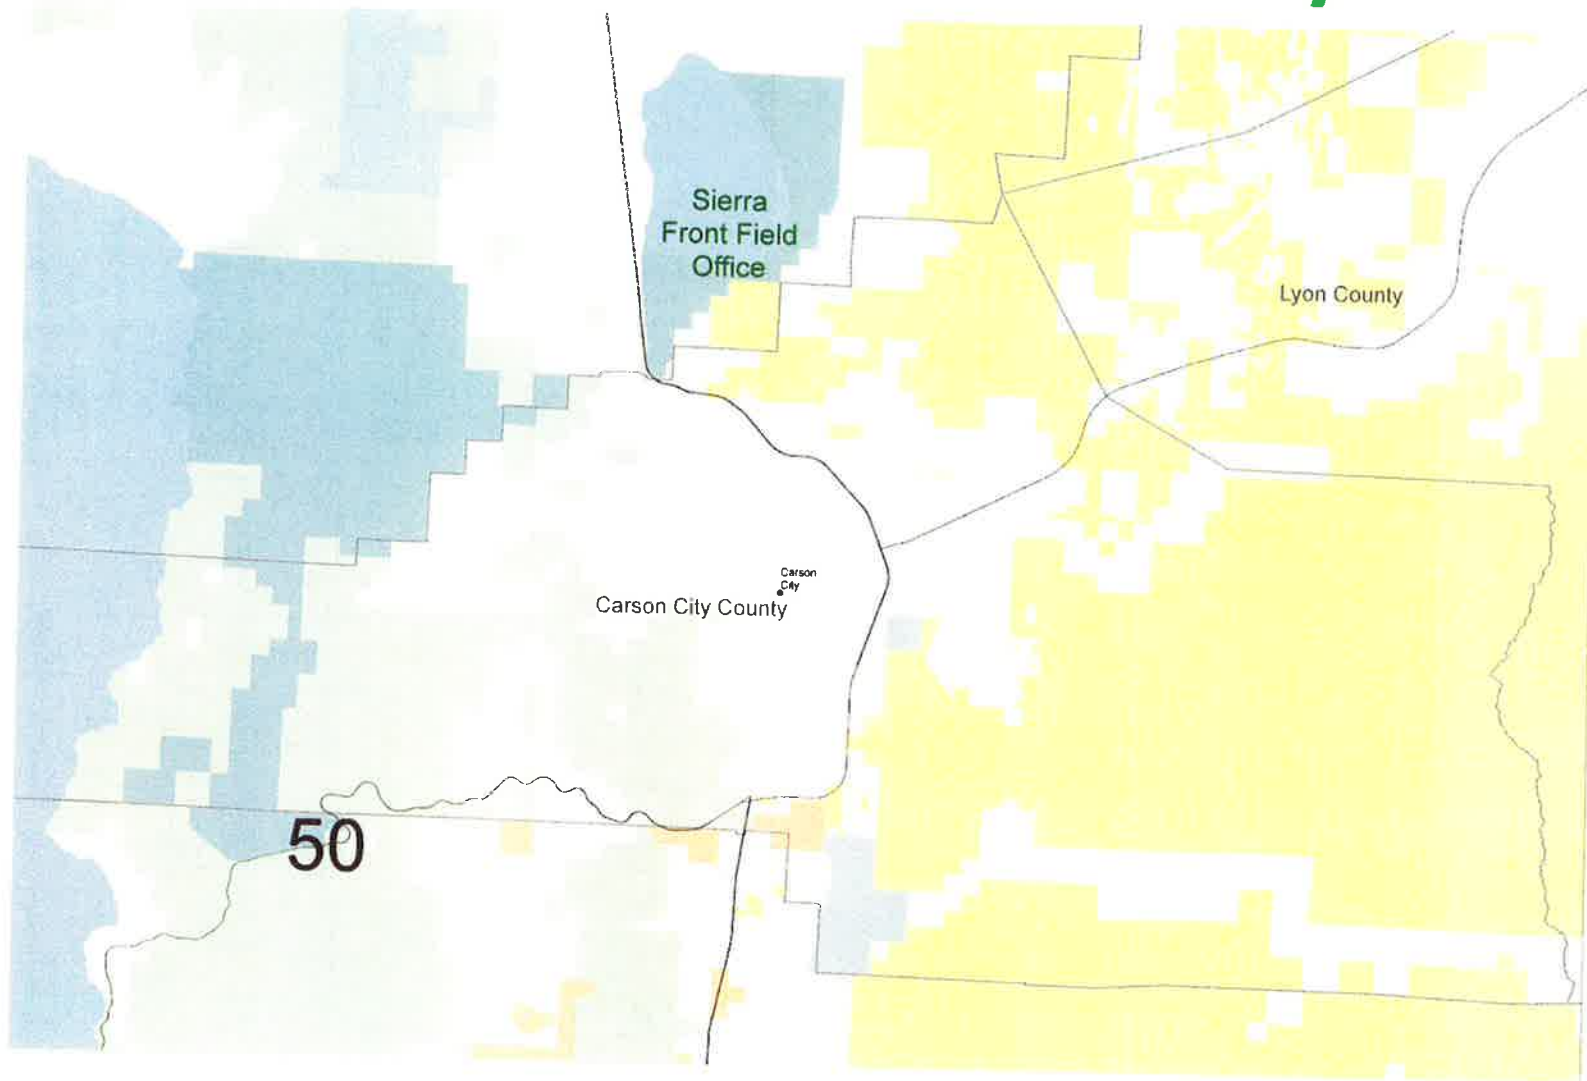 Sierra
Front Field
Office
Lyon County
Carson
City
Carson City County
50